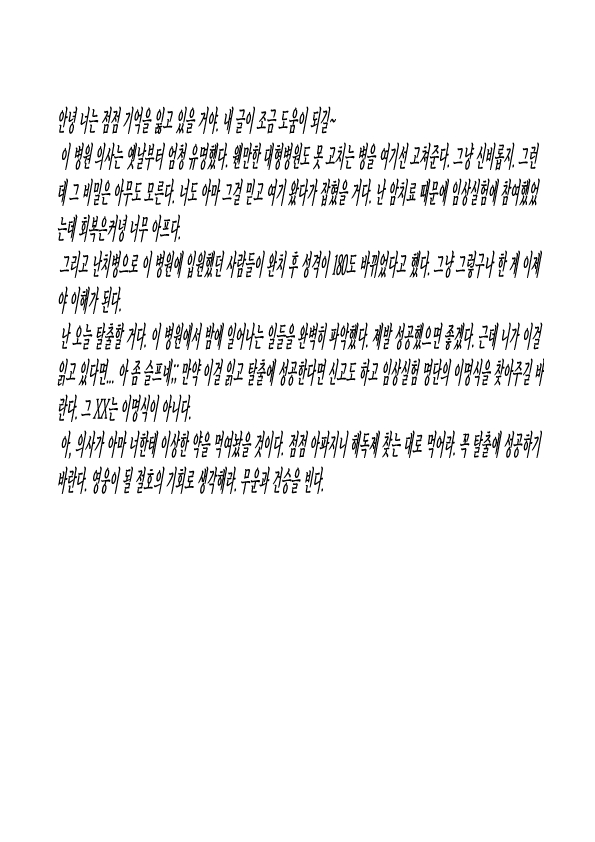 안녕 너는 점점 기억을 잃고 있을 거야. 내 글이 조금 도움이 되길~
이 병원 의사는 옛날부터 엄청 유명했다. 웬만한 대형병원도 못 고치는 병을 여기선 고쳐준다. 그냥 신비롭지. 그런
데 그 비밀은 아무도 모른다. 너도 아마 그걸 믿고 여기 왔다가 잡혔을 거다. 난 암치료 때문에 임상실험에 참여했었
는데 회복은커녕 너무 아프다.
그리고 난치병으로 이 병원에 입원했던 사람들이 완치 후 성격이 180도 바뀌었다고 했다. 그냥 그렇구나 한 게 이제
야 이해가 된다.
난 오늘 탈출할 거다. 이 병원에서 밤에 일어나는 일들을 완벽히 파악했다. 제발 성공했으면 좋겠다. 근데 니가 이걸
읽고 있다면... 아 좀 슬프네;; 만약 이걸 읽고 탈출에 성공한다면 신고도 하고 임상실험 명단의 이명식을 찾아주길 바
란다. 그 XX는 이명식이 아니다.
아, 의사가 아마 너한테 이상한 약을 먹여놨을 것이다. 점점 아파지니 해독제 찾는 대로 먹어라. 꼭 탈출에 성공하기
바란다. 영웅이 될 절호의 기회로 생각해라. 무운과 건승을 빈다.